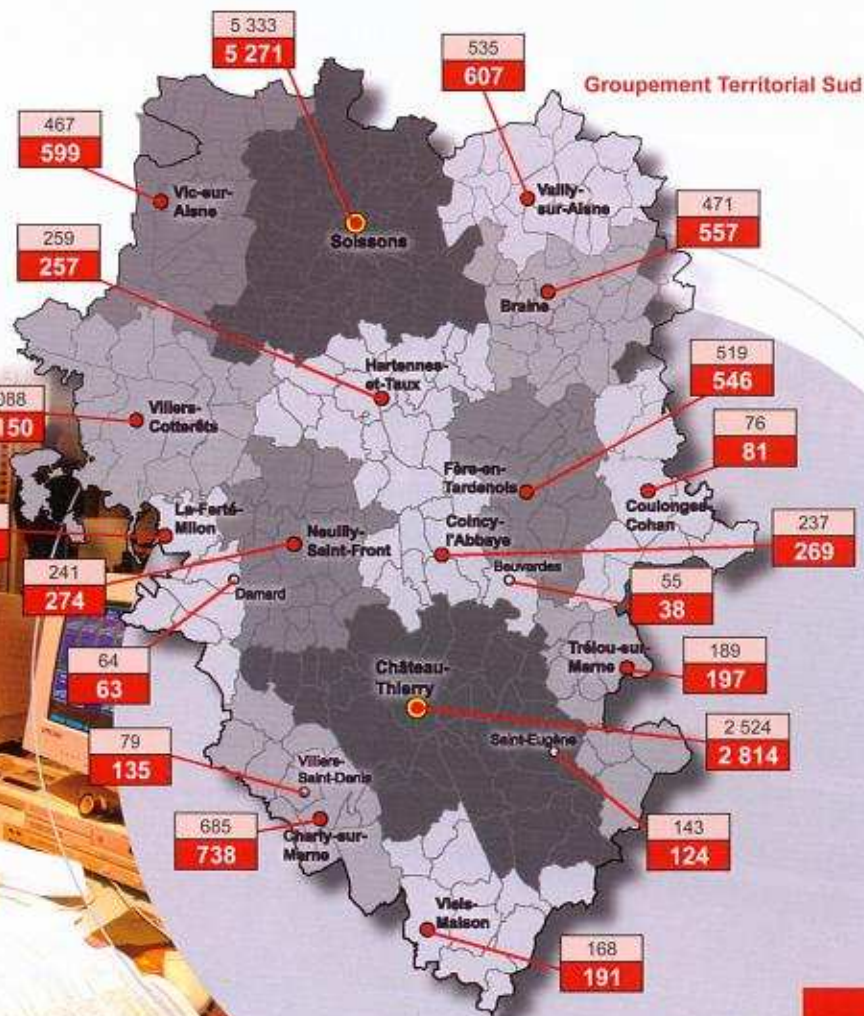 5 333
5 271
535
607
Groupement Territorial Sud
467
599
Vic-sur-
Aisne
Soissons
Vailly-
sur-Aisne
471
557
259
257
Braine
Hartennes-
et-Taux
519
546
088
150
Villers-
Cotterêts
76
81
Fère-en-
Tardenois
Coulonges-
Cohan
La-Ferté-
Milon
Neuilly-
Saint-Front
Coincy-
l'Abbaye
237
269
241
274
Damard
Beuvardes
55
38
64
63
Château-
Thierry
Trélou-sur-
Marne
189
197
2 524
2 814
Saint-Eugène
79
135
Villiers-
Saint-Denis
685
738
Charly-sur-
Marne
143
124
Viels-
Maison
168
191